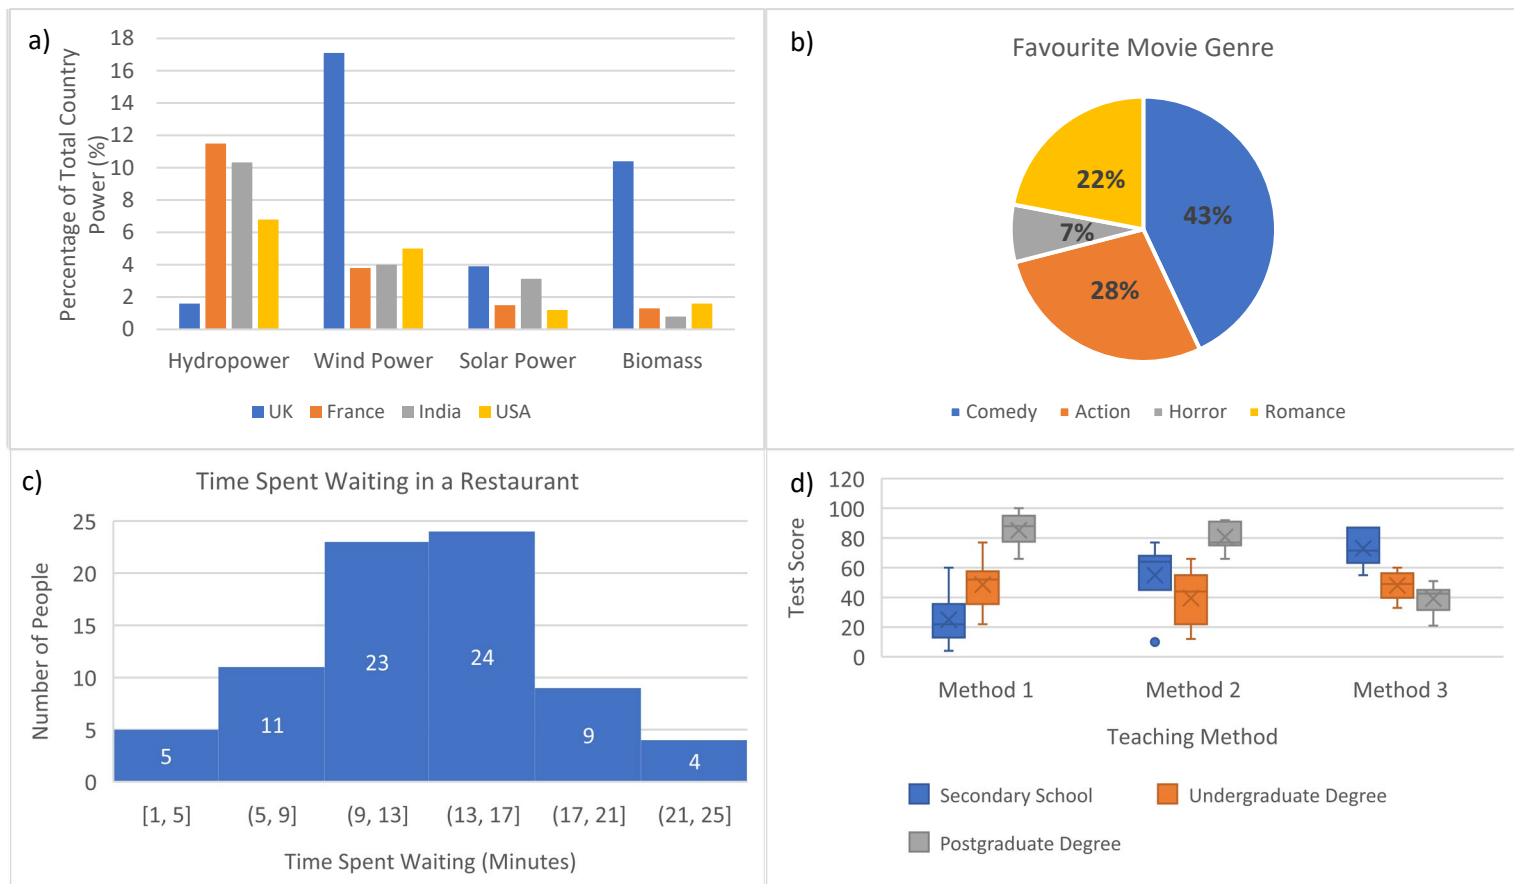 a)
18
16
14
12
10
8
6
4
2
0
Percentage of Total Country
Power (%)
Hydropower Wind Power Solar Power Biomass
UK France India USA
b)
Favourite Movie Genre
22%
43%
7%
28%
Comedy Action Horror Romance
c)
Time Spent Waiting in a Restaurant
25
20
15
10
5
0
Number of People
5 11 23 24 9 4
[1, 5] (5, 9] (9, 13] (13, 17] (17, 21] (21, 25]
Time Spent Waiting (Minutes)
d)
120
100
80
60
40
20
0
Test Score
Method 1 Method 2 Method 3
Teaching Method
Secondary School Undergraduate Degree
Postgraduate Degree